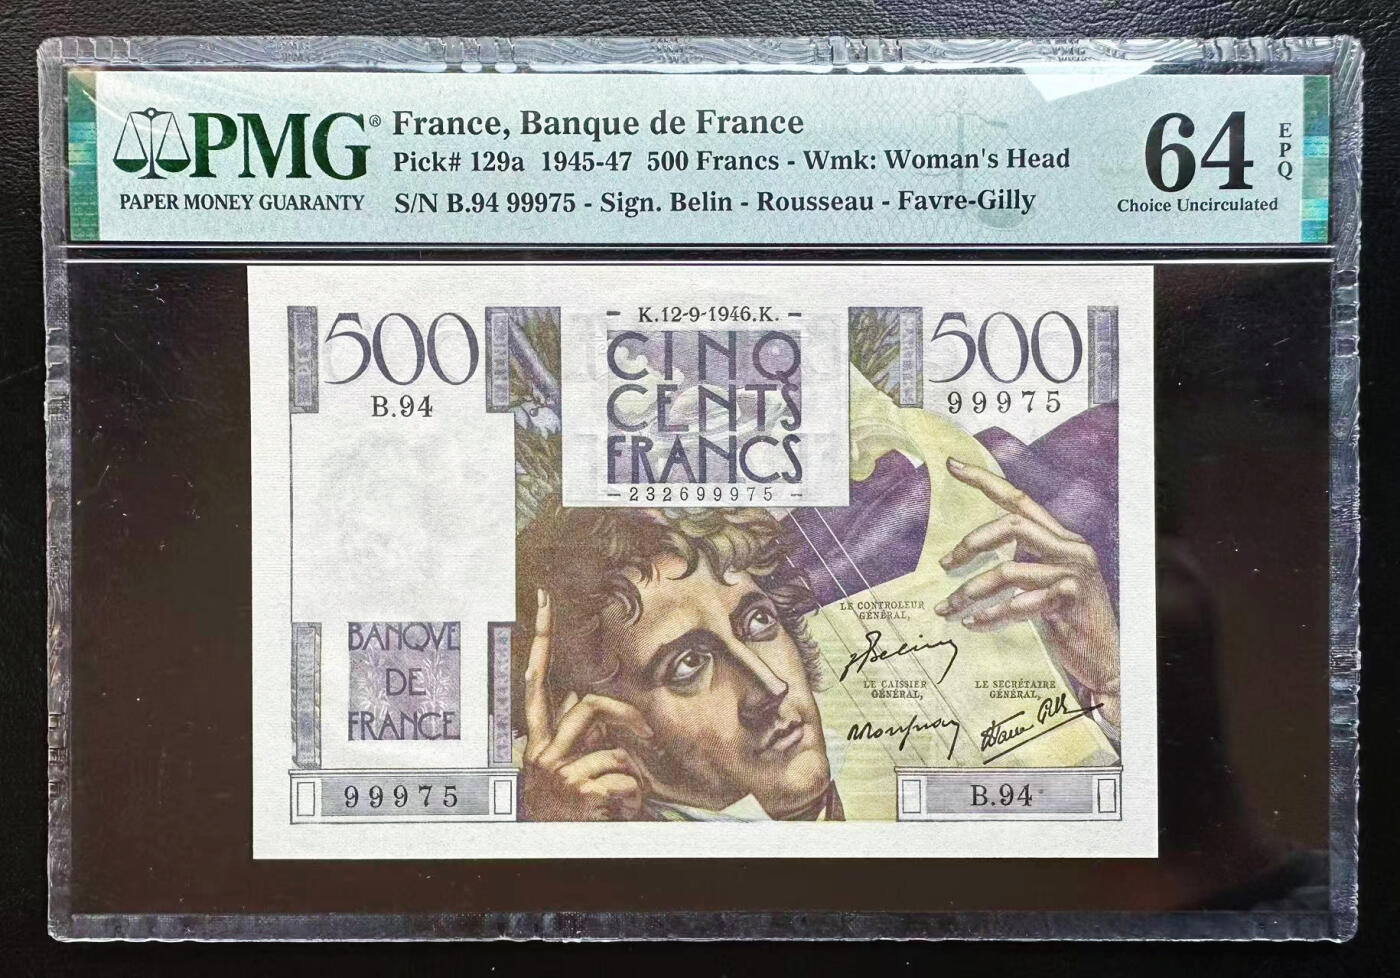 PMG®
PAPER MONEY GUARANTY
France, Banque de France
Pick# 129a 1945-47 500 Francs - Wmk: Woman's Head
S/N B.94 99975 - Sign. Belin - Rousseau - Favre-Gilly
64
EPQ
Choice Uncirculated
500
B.94
- K.12-9-1946.K. -
CINQ
CENTS
FRANCS
- 232699975 -
500
99975
LE CONTROLEUR
GÉNÉRAL,
LE CAISSIER
GÉNÉRAL,
LE SECRÉTAIRE
GÉNÉRAL,
BANQVE
DE
FRANCE
99975
B.94